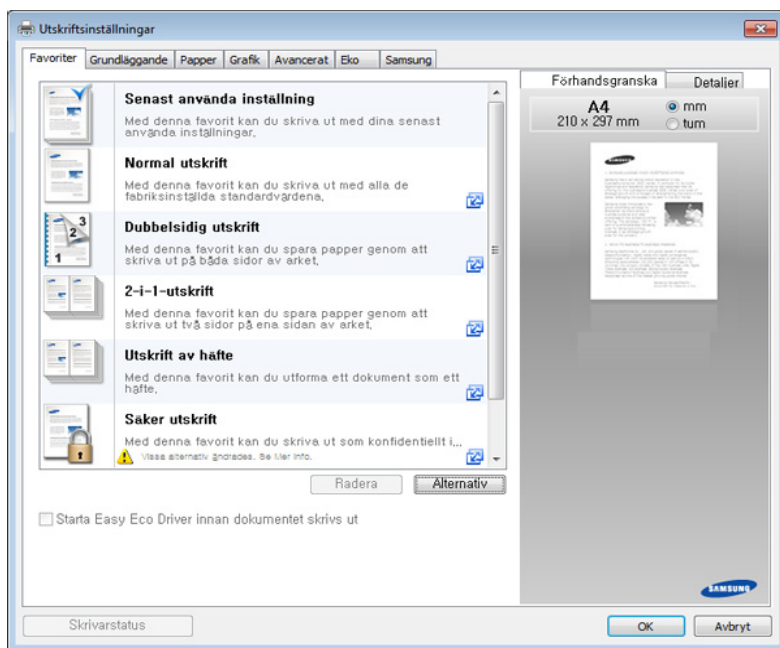 Utskriftsinställningar
Favoriter Grundläggande Papper Grafik Avancerat Eko Samsung
Senast använda inställning
Med denna favorit kan du skriva ut med dina senast
använda inställningar.
Normal utskrift
Med denna favorit kan du skriva ut med alla de
fabriksinställda standardvärdena.
Dubbelsidig utskrift
Med denna favorit kan du spara papper genom att
skriva ut på båda sidor av arket.
2-i-1-utskrift
Med denna favorit kan du spara papper genom att
skriva ut två sidor på ena sidan av arket.
Utskrift av häfte
Med denna favorit kan du utforma ett dokument som ett
häfte.
Säker utskrift
Med denna favorit kan du skriva ut som konfidentiellt i...
Vissa alternativ ändrades. Se Mer info.
Radera Alternativ
Starta Easy Eco Driver innan dokumentet skrivs ut
Förhandsgranska Detaljer
A4
210 x 297 mm
mm
tum
SAMSUNG
SAMSUNG
Skrivarstatus OK Avbryt